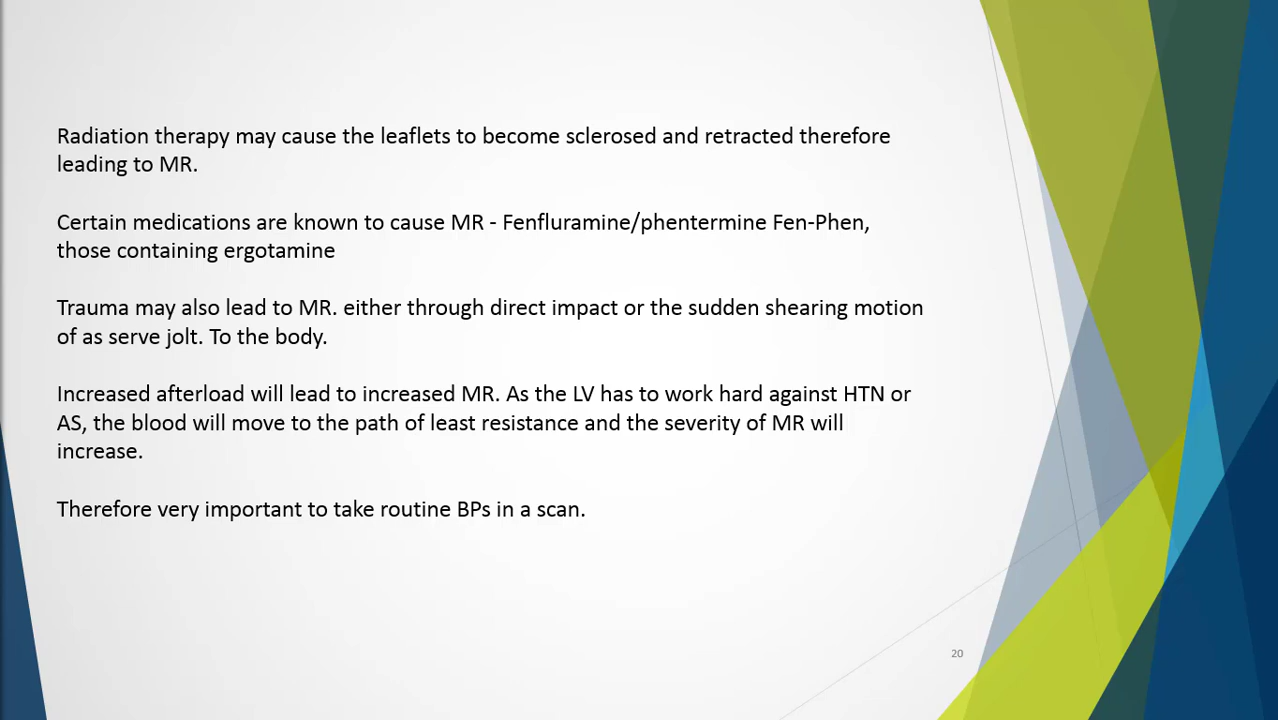 Radiation therapy may cause the leaflets to become sclerosed and retracted therefore
leading to MR.
Certain medications are known to cause MR - Fenfluramine/phentermine Fen-Phen,
those containing ergotamine
Trauma may also lead to MR. either through direct impact or the sudden shearing motion
of as serve jolt. To the body.
Increased afterload will lead to increased MR. As the LV has to work hard against HTN or
AS, the blood will move to the path of least resistance and the severity of MR will
increase.
Therefore very important to take routine BPs in a scan.
20